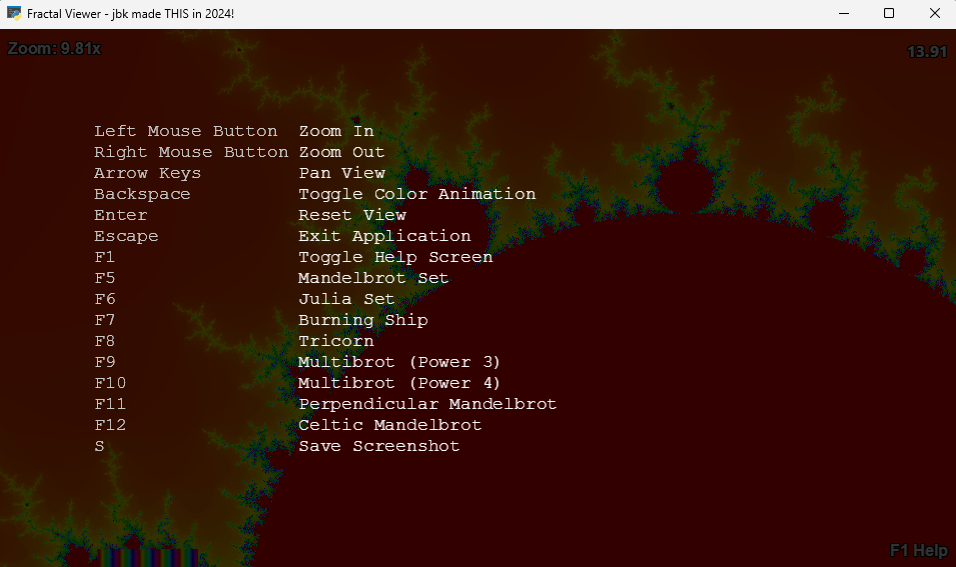 Fractal Viewer - jbk made THIS in 2024!
Zoom: 9.81x
13.91
Left Mouse Button Zoom In
Right Mouse Button Zoom Out
Arrow Keys Pan View
Backspace Toggle Color Animation
Enter Reset View
Escape Exit Application
F1 Toggle Help Screen
F5 Mandelbrot Set
F6 Julia Set
F7 Burning Ship
F8 Tricorn
F9 Multibrot (Power 3)
F10 Multibrot (Power 4)
F11 Perpendicular Mandelbrot
F12 Celtic Mandelbrot
S Save Screenshot
F1 Help